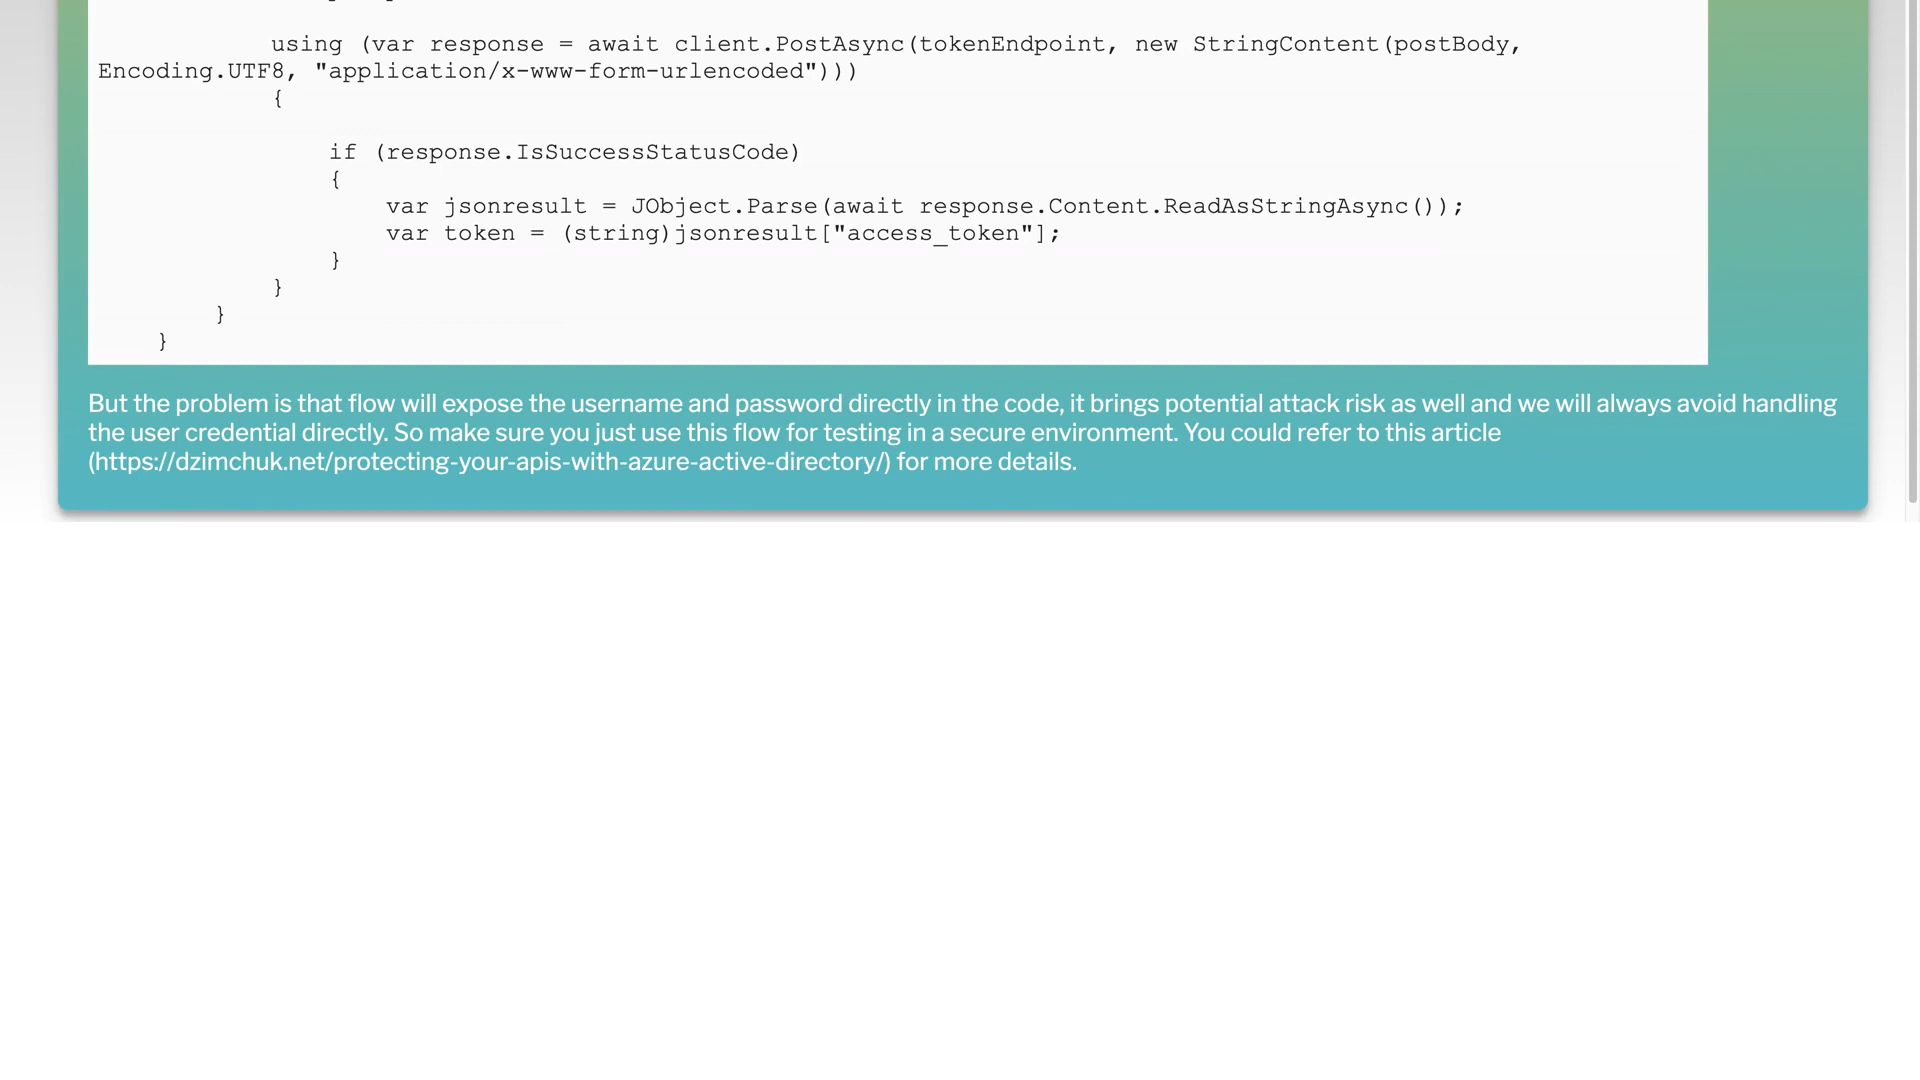 using (var response = await client.PostAsync(tokenEndpoint, new StringContent(postBody,
Encoding.UTF8, "application/x-www-form-urlencoded")))
{
if (response.IsSuccessStatusCode)
{
var jsonresult = JObject.Parse(await response.Content.ReadAsStringAsync());
var token = (string)jsonresult["access_token"];
}
}
}
}
But the problem is that flow will expose the username and password directly in the code, it brings potential attack risk as well and we will always avoid handling
the user credential directly. So make sure you just use this flow for testing in a secure environment. You could refer to this article
(https://dzimchuk.net/protecting-your-apis-with-azure-active-directory/) for more details.